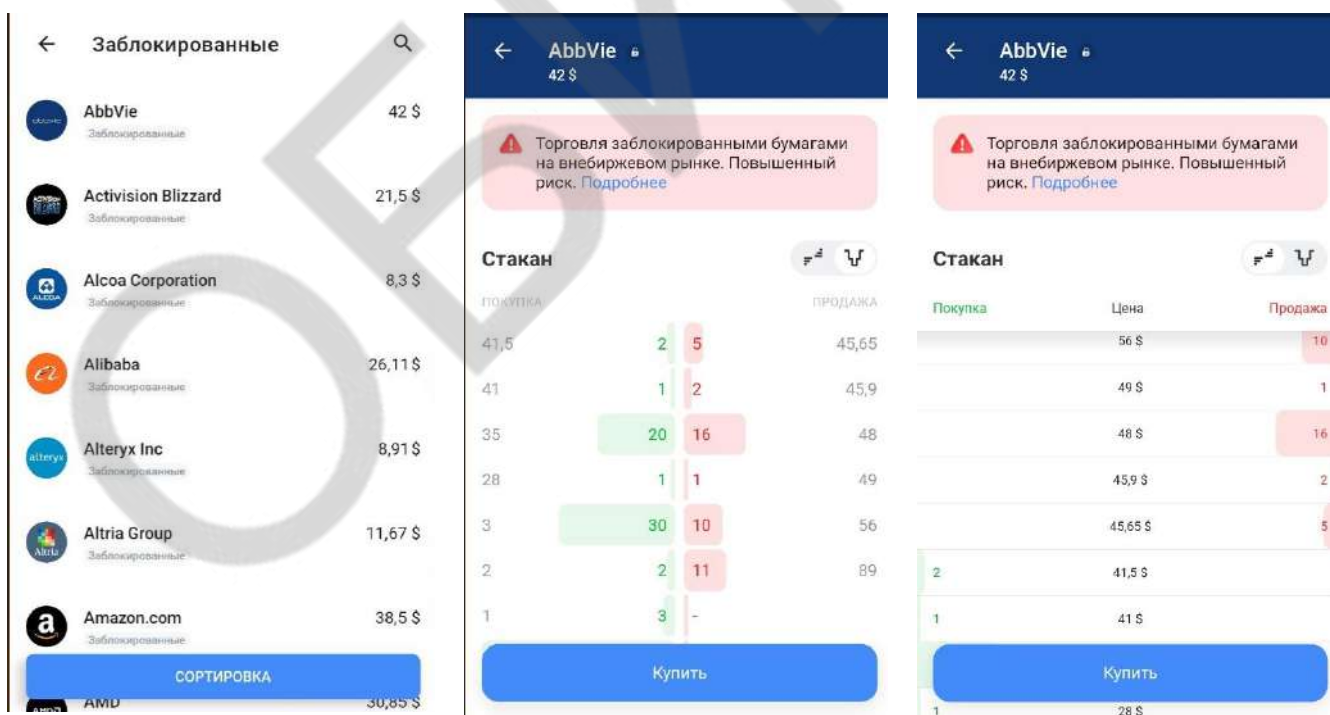 Заблокированные
AbbVie
42 $
Заблокированные
Activision Blizzard
21,5 $
Заблокированные
ALCOA
Alcoa Corporation
8,3 $
Заблокированные
Alibaba
26,11 $
Заблокированные
alteryx
Alteryx Inc
8,91 $
Заблокированные
Altria
Altria Group
11,67 $
Заблокированные
a
Amazon.com
38,5 $
Заблокированные
СОРТИРОВКА
AMD
30,85 $
AbbVie
42 $
Торговля заблокированными бумагами
на внебиржевом рынке. Повышенный
риск. Подробнее
Стакан
ПОКУПКА ПРОДАЖА
41,5 2 5 45,65
41 1 2 45,9
35 20 16 48
28 1 1 49
3 30 10 56
2 2 11 89
1 3 -
Купить
AbbVie
42 $
Торговля заблокированными бумагами
на внебиржевом рынке. Повышенный
риск. Подробнее
Стакан
Покупка Цена Продажа
56 $ 10
49 $ 1
48 $ 16
45,9 $ 2
45,65 $ 5
2 41,5 $
1 41 $
Купить
1 28 $